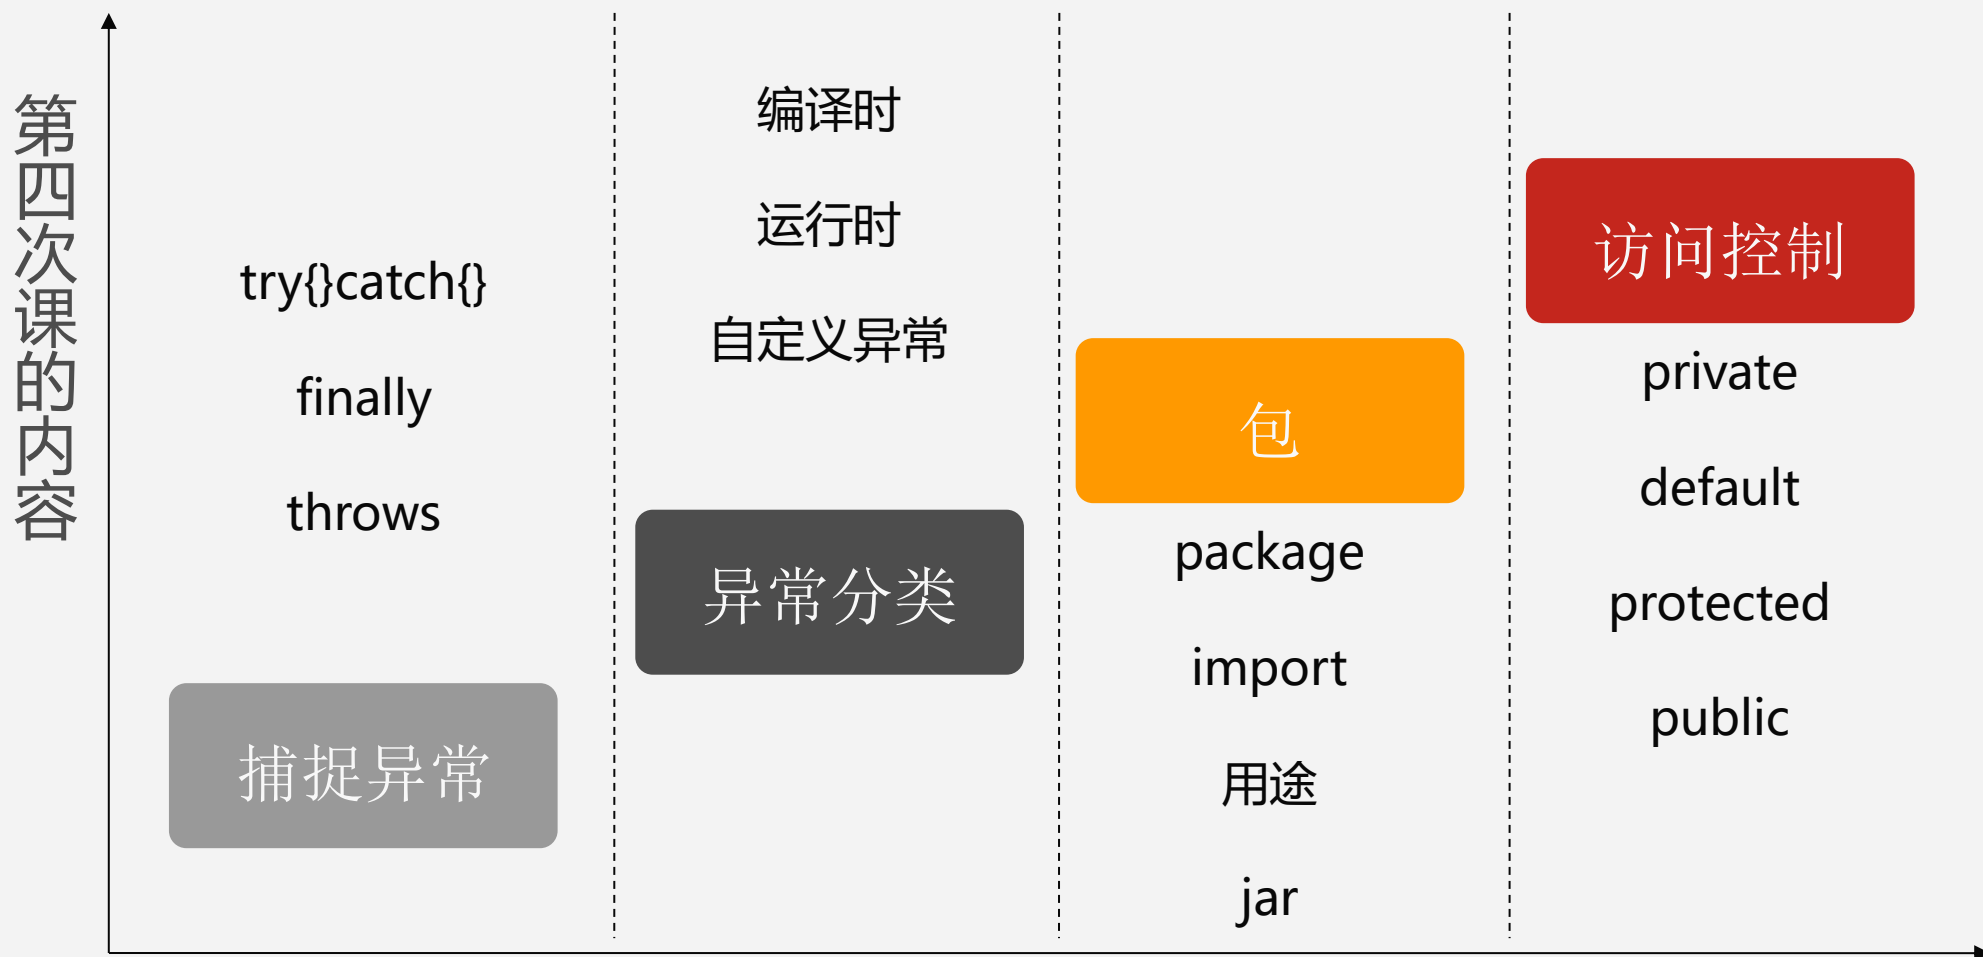 第四次课的内容
try{}catch{}
finally
throws
捕捉异常
编译时
运行时
自定义异常
异常分类
包
package
import
用途
jar
访问控制
private
default
protected
public